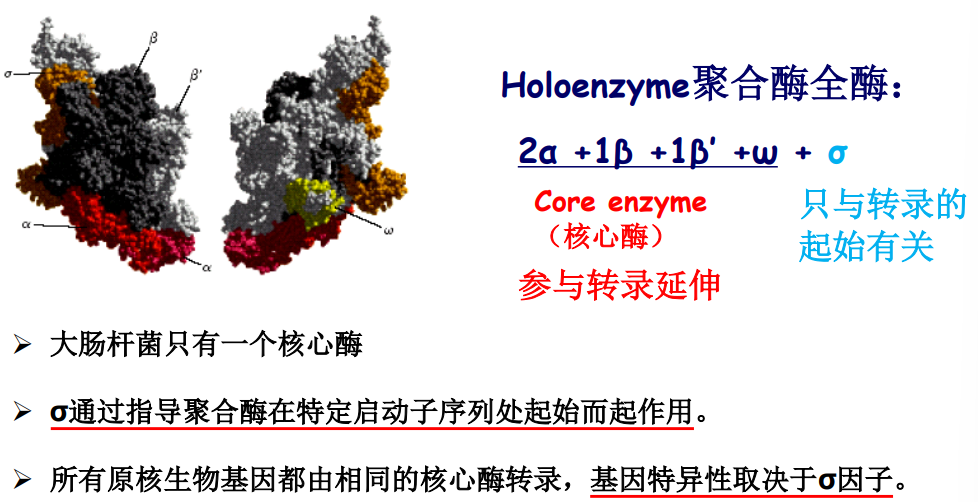 β
σ
β′
α
α
ω
Holoenzyme聚合酶全酶：
2α +1β +1β′ +ω + σ
Core enzyme
（核心酶）
参与转录延伸
只与转录的
起始有关
➢ 大肠杆菌只有一个核心酶
➢ σ通过指导聚合酶在特定启动子序列处起始而起作用。
➢ 所有原核生物基因都由相同的核心酶转录，基因特异性取决于σ因子。